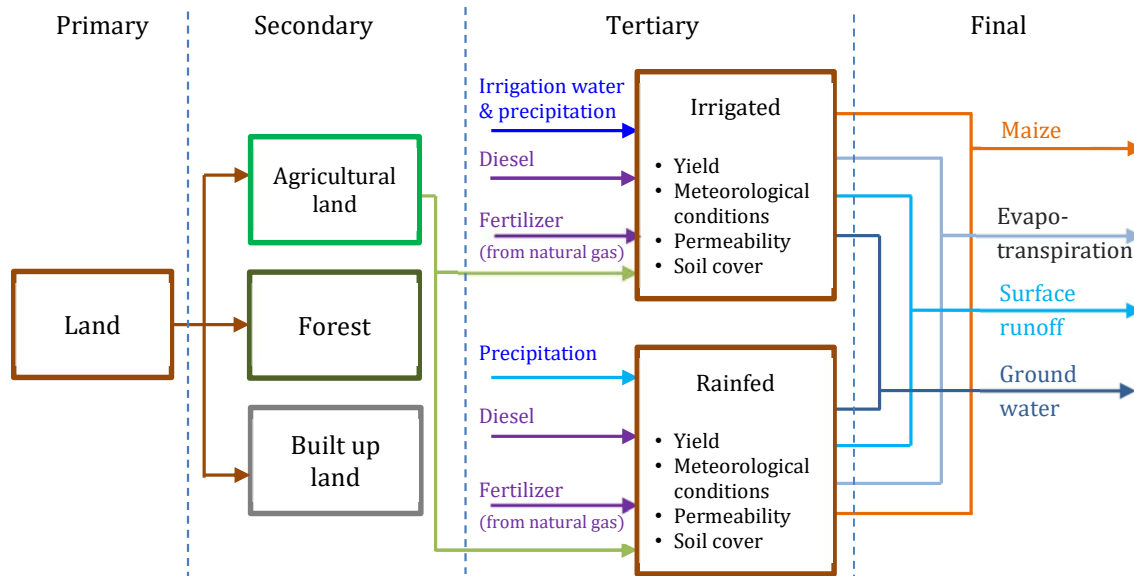 Primary
Secondary
Tertiary
Final
Land
Agricultural
land
Forest
Built up
land
Irrigation water
& precipitation
Diesel
Fertilizer
(from natural gas)
Irrigated
• Yield
• Meteorological
conditions
• Permeability
• Soil cover
Precipitation
Diesel
Fertilizer
(from natural gas)
Rainfed
• Yield
• Meteorological
conditions
• Permeability
• Soil cover
Maize
Evapo-
transpiration
Surface
runoff
Ground
water